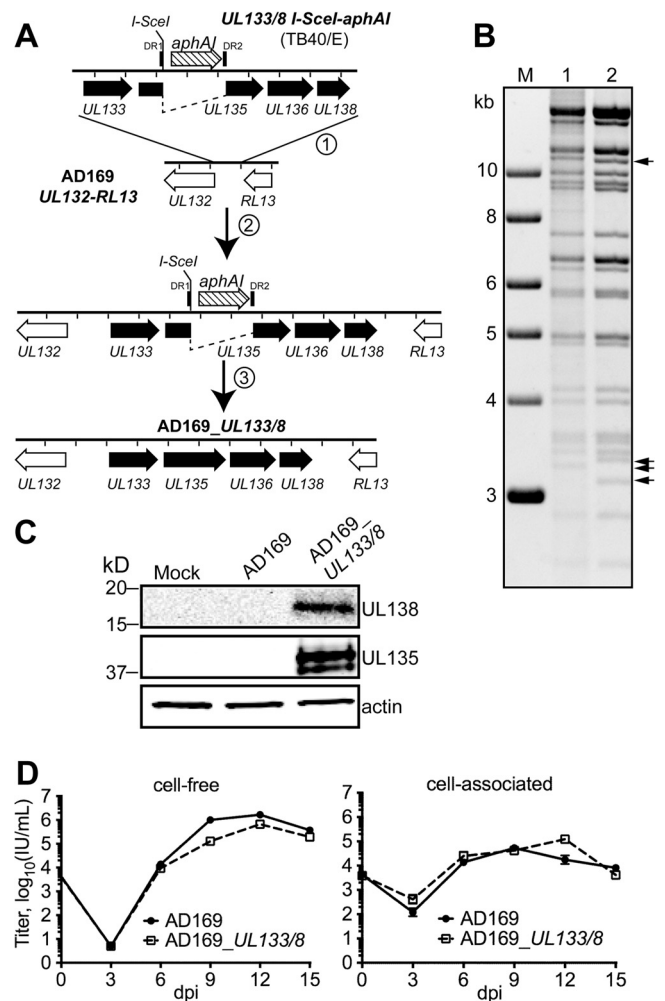 A
I-SceI
UL133/8 I-SceI-aphAI
(TB40/E)
DR1
aphAI
DR2
UL133
UL135
UL136
UL138
1
AD169
UL132-RL13
UL132
RL13
2
I-SceI
DR1
aphAI
DR2
UL132
UL133
UL135
UL136
UL138
RL13
3
AD169_UL133/8
UL132
UL133
UL135
UL136
UL138
RL13
B
M 1 2
kb
10
8
6
5
4
3
C
kD
Mock
AD169
AD169_
UL133/8
20
15
UL138
37
UL135
actin
D
cell-free
Titer, log10(IU/mL)
7
6
5
4
3
2
1
0
AD169
AD169_UL133/8
0 3 6 9 12 15
dpi
cell-associated
7
6
5
4
3
2
1
0
AD169
AD169_UL133/8
0 3 6 9 12 15
dpi